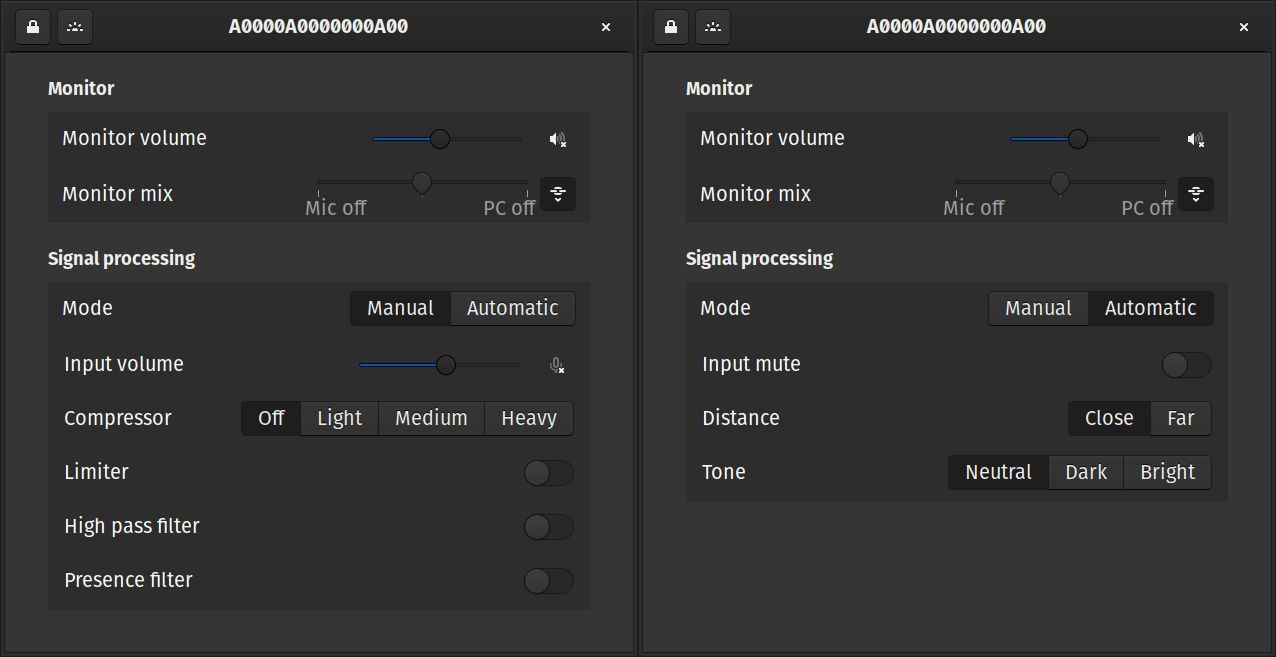 A0000A0000000A00
Monitor
Monitor volume
Monitor mix
Mic off PC off
Signal processing
Mode Manual Automatic
Input volume
Compressor Off Light Medium Heavy
Limiter
High pass filter
Presence filter
A0000A0000000A00
Monitor
Monitor volume
Monitor mix
Mic off PC off
Signal processing
Mode Manual Automatic
Input mute
Distance Close Far
Tone Neutral Dark Bright